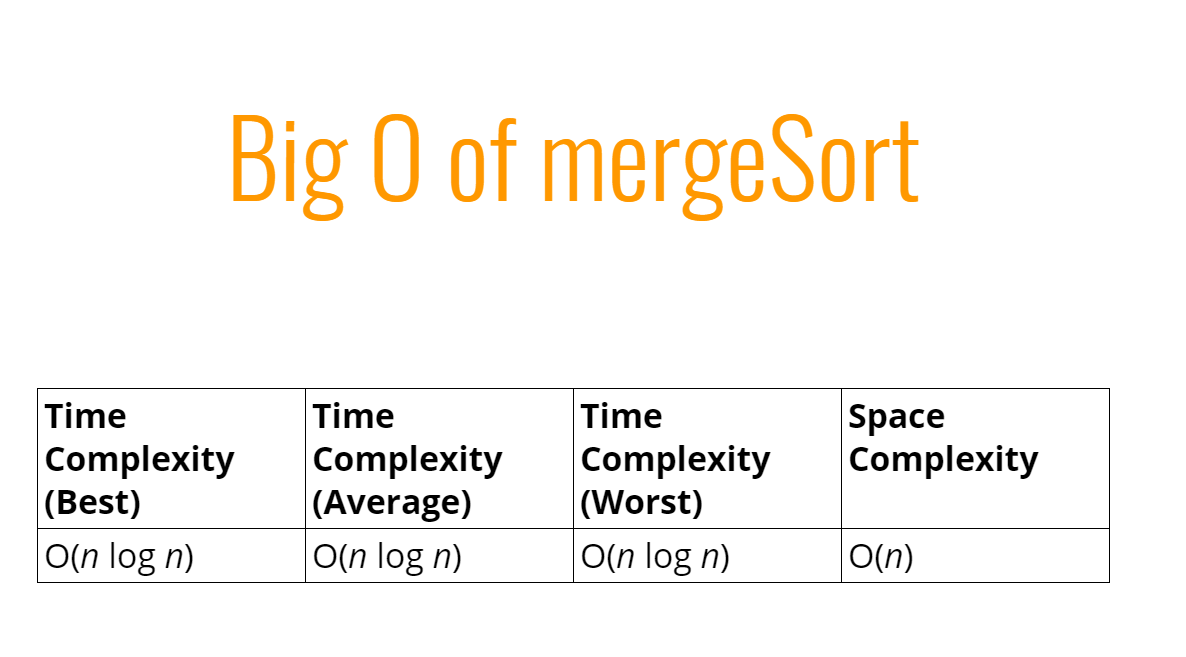 Big O of mergeSort
Time Complexity (Best)
Time Complexity (Average)
Time Complexity (Worst)
Space Complexity
O(n log n)
O(n log n)
O(n log n)
O(n)